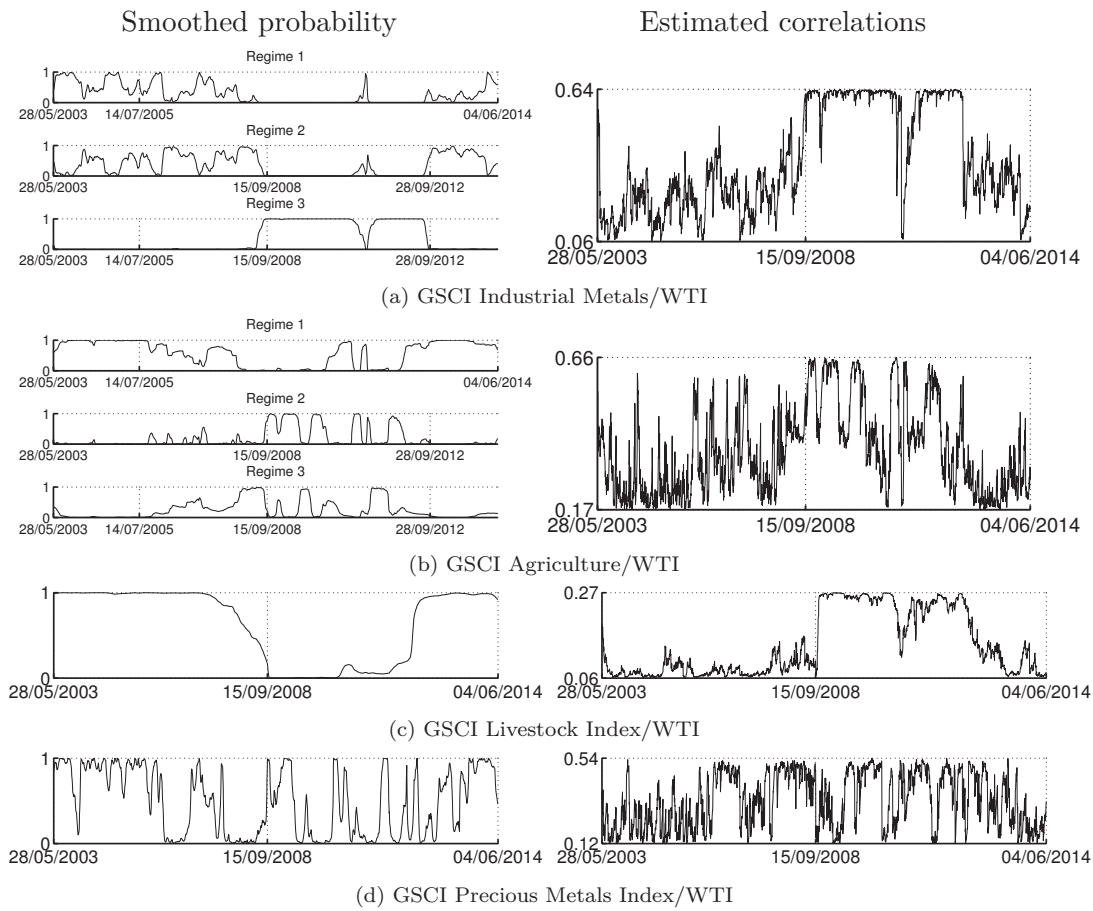 Smoothed probability
Estimated correlations
Regime 1
1
0
28/05/2003 14/07/2005 04/06/2014
Regime 2
1
0
28/05/2003 15/09/2008 28/09/2012
Regime 3
1
0
28/05/2003 14/07/2005 15/09/2008 28/09/2012
0.64
0.06
28/05/2003 15/09/2008 04/06/2014
(a) GSCI Industrial Metals/WTI
Regime 1
1
0
28/05/2003 14/07/2005 04/06/2014
Regime 2
1
0
28/05/2003 15/09/2008 28/09/2012
Regime 3
1
0
28/05/2003 14/07/2005 15/09/2008 28/09/2012
0.66
0.17
28/05/2003 15/09/2008 04/06/2014
(b) GSCI Agriculture/WTI
1
0
28/05/2003 15/09/2008 04/06/2014
0.27
0.06
28/05/2003 15/09/2008 04/06/2014
(c) GSCI Livestock Index/WTI
1
0
28/05/2003 15/09/2008 04/06/2014
0.54
0.12
28/05/2003 15/09/2008 04/06/2014
(d) GSCI Precious Metals Index/WTI